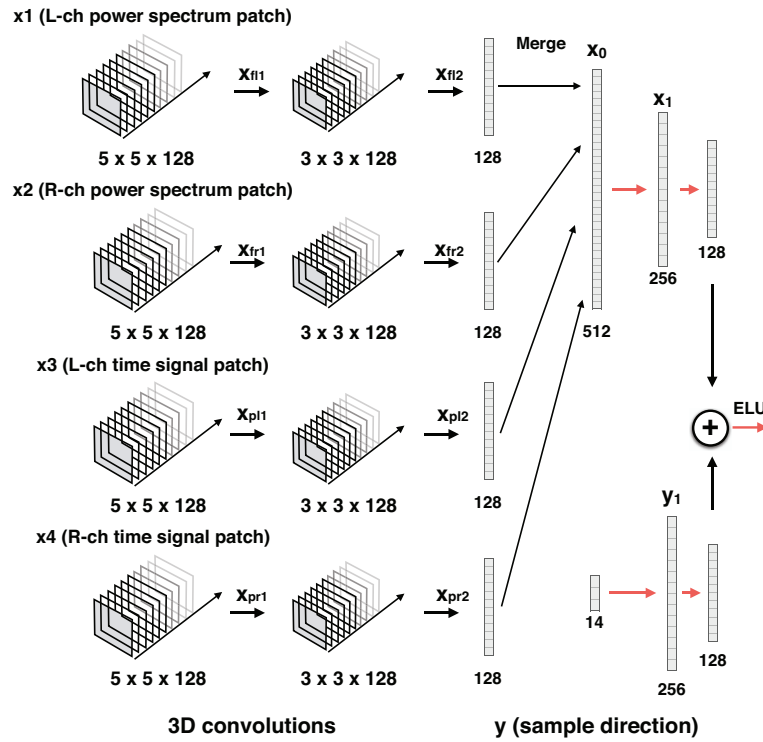 x1 (L-ch power spectrum patch)
xfl1
xfl2
Merge
x0
x1
5 x 5 x 128
3 x 3 x 128
128
x2 (R-ch power spectrum patch)
xfr1
xfr2
256
128
5 x 5 x 128
3 x 3 x 128
128
512
x3 (L-ch time signal patch)
xpl1
xpl2
+
ELU
5 x 5 x 128
3 x 3 x 128
128
x4 (R-ch time signal patch)
y1
xpr1
xpr2
14
5 x 5 x 128
3 x 3 x 128
128
256
128
3D convolutions
y (sample direction)